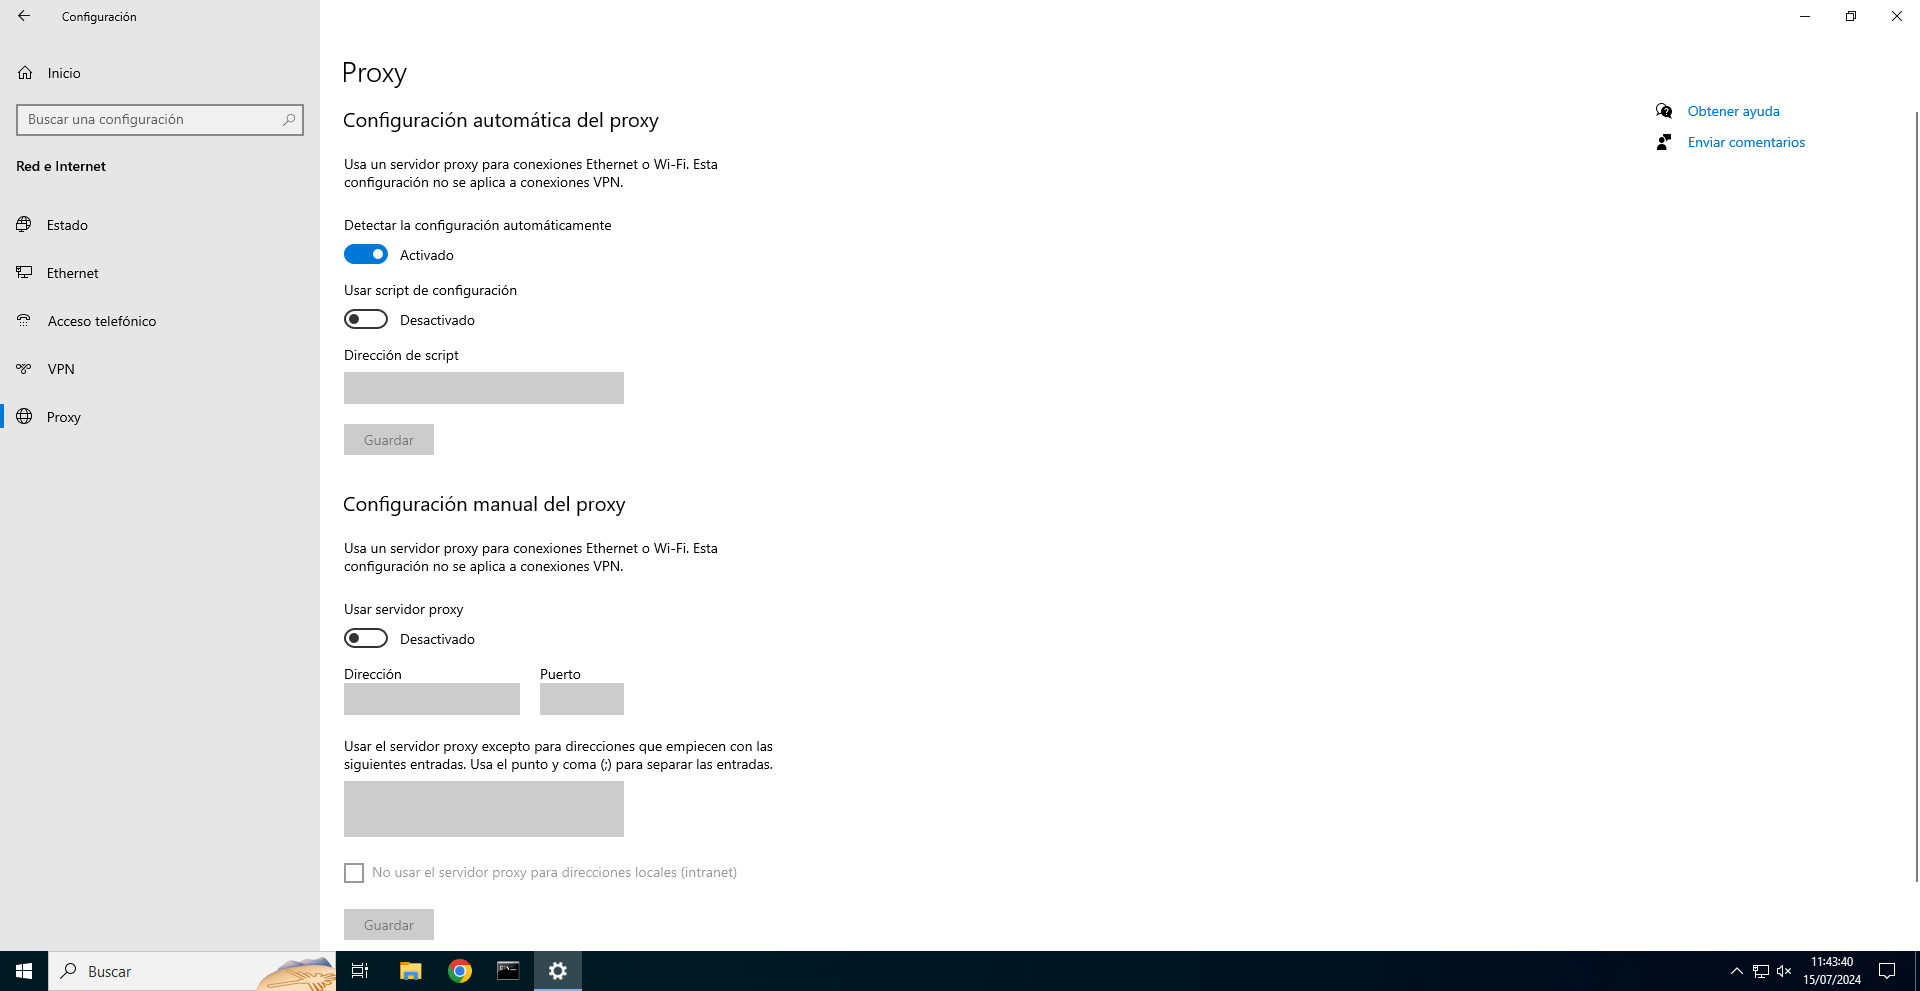 Configuración
Inicio
Buscar una configuración
Red e Internet
Estado
Ethernet
Acceso telefónico
VPN
Proxy
Proxy
Configuración automática del proxy
Usa un servidor proxy para conexiones Ethernet o Wi-Fi. Esta
configuración no se aplica a conexiones VPN.
Detectar la configuración automáticamente
Activado
Usar script de configuración
Desactivado
Dirección de script
Guardar
Configuración manual del proxy
Usa un servidor proxy para conexiones Ethernet o Wi-Fi. Esta
configuración no se aplica a conexiones VPN.
Usar servidor proxy
Desactivado
Dirección Puerto
Usar el servidor proxy excepto para direcciones que empiecen con las
siguientes entradas. Usa el punto y coma (;) para separar las entradas.
No usar el servidor proxy para direcciones locales (intranet)
Guardar
Obtener ayuda
Enviar comentarios
Buscar
11:43:40
15/07/2024